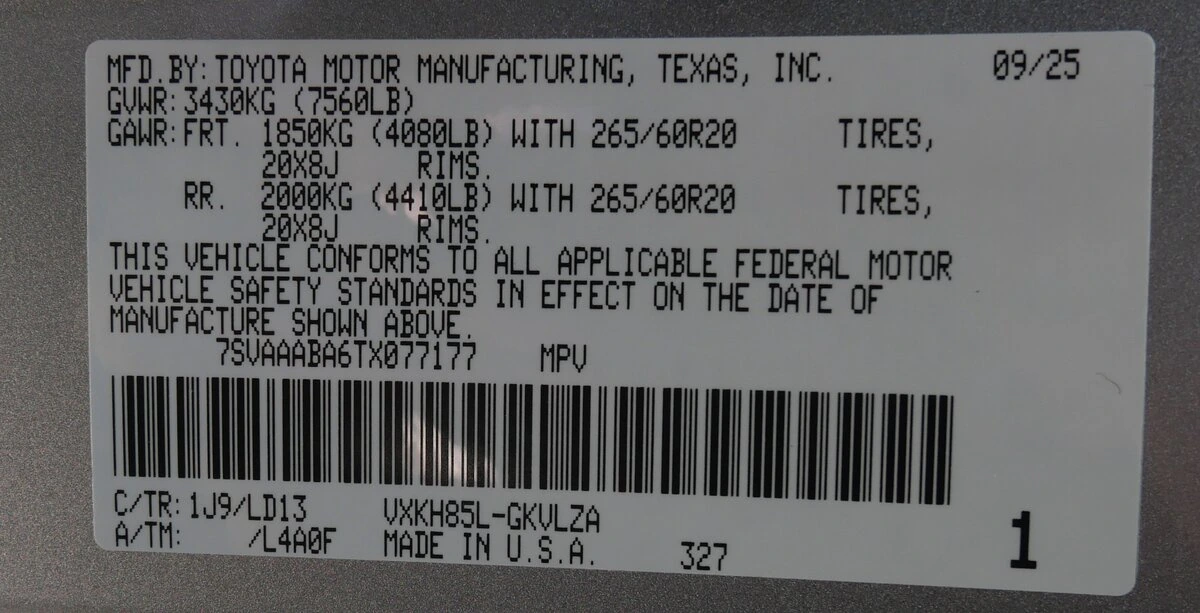 MFD.BY:TOYOTA MOTOR MANUFACTURING, TEXAS, INC. 09/25
GVWR:3430KG (7560LB)
GAWR:FRT. 1850KG (4080LB) WITH 265/60R20 TIRES,
20X8J RIMS.
RR. 2000KG (4410LB) WITH 265/60R20 TIRES,
20X8J RIMS.
THIS VEHICLE CONFORMS TO ALL APPLICABLE FEDERAL MOTOR
VEHICLE SAFETY STANDARDS IN EFFECT ON THE DATE OF
MANUFACTURE SHOWN ABOVE.
7SVAAABA6TX077177 MPV
C/TR:1J9/LD13 VXKH85L-GKVLZA
A/TM: /L4A0F MADE IN U.S.A. 327 1